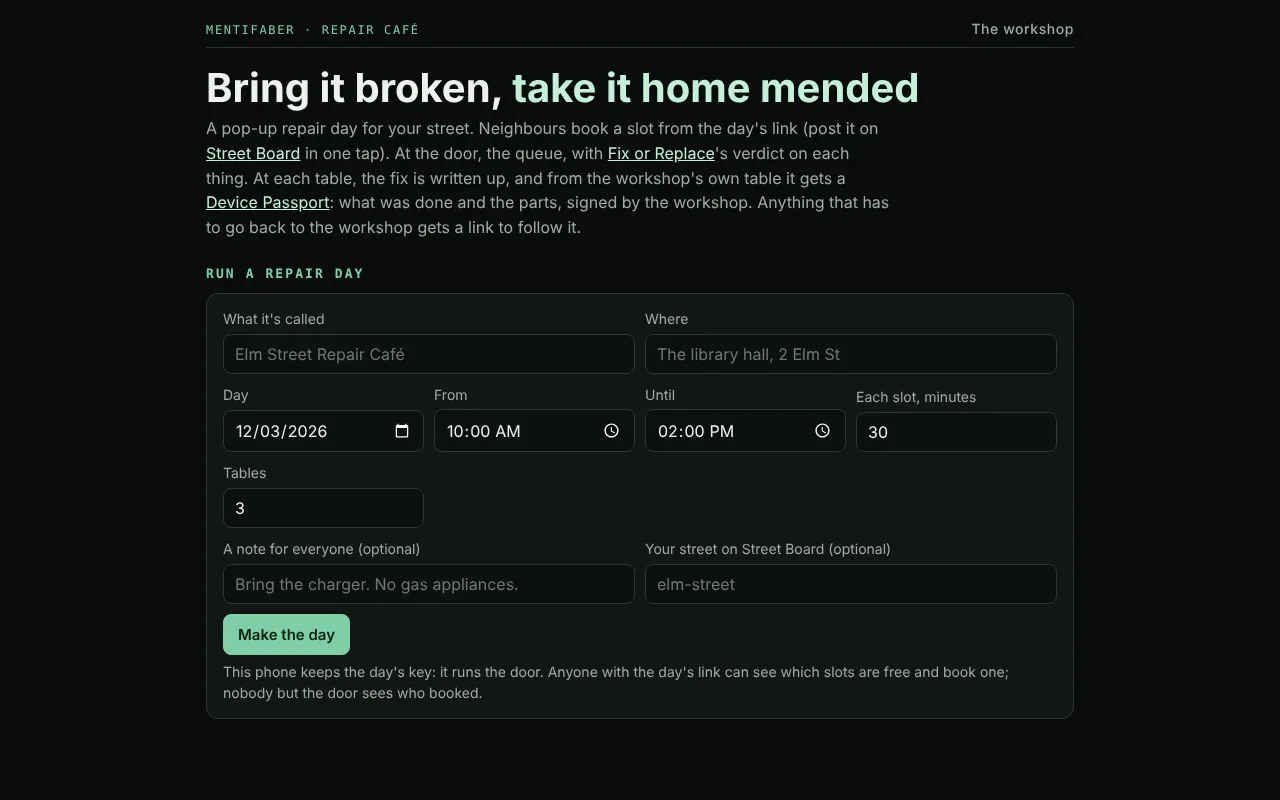 MENTIFABER · REPAIR CAFÉ
The workshop
Bring it broken, take it home mended
A pop-up repair day for your street. Neighbours book a slot from the day's link (post it on
Street Board in one tap). At the door, the queue, with Fix or Replace's verdict on each
thing. At each table, the fix is written up, and from the workshop's own table it gets a
Device Passport: what was done and the parts, signed by the workshop. Anything that has
to go back to the workshop gets a link to follow it.
RUN A REPAIR DAY
What it's called
Where
Elm Street Repair Café
The library hall, 2 Elm St
Day
From
Until
Each slot, minutes
12/03/2026
10:00 AM
02:00 PM
30
Tables
3
A note for everyone (optional)
Your street on Street Board (optional)
Bring the charger. No gas appliances.
elm-street
Make the day
This phone keeps the day's key: it runs the door. Anyone with the day's link can see which slots are free and book one;
nobody but the door sees who booked.